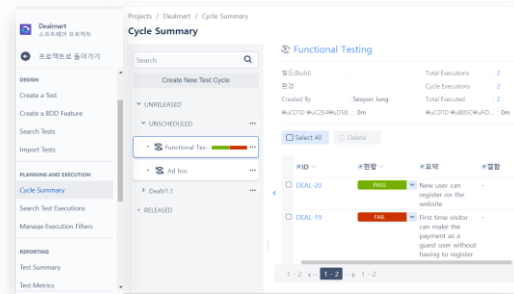 Projects / Dealmart / Cycle Summary
Dealmart
소프트웨어 프로젝트
Cycle Summary
프로젝트로 돌아가기
DESIGN
Create a Test
Create a BDD Feature
Search Tests
Import Tests
PLANNING AND EXECUTION
Cycle Summary
Search Test Executions
Manage Execution Filters
REPORTING
Test Summary
Test Metrics
Search
Create New Test Cycle
UNRELEASED
UNSCHEDULED
Functional Tes...
Ad hoc
RELEASED
Functional Testing
빌드(Build) :
Total Executions : 2
환경 :
Cycle Executions : 2
Created By : Seoyun Jung
Total Executed : 2
Select All
Delete
ID
현황
요약
결함
DEAL-20
PASS
New user can
register on the
website
-
DEAL-19
FAIL
First time visitor
can make the
payment as a
guest user without
having to register
-
1 - 2
1 - 2
1 - 2